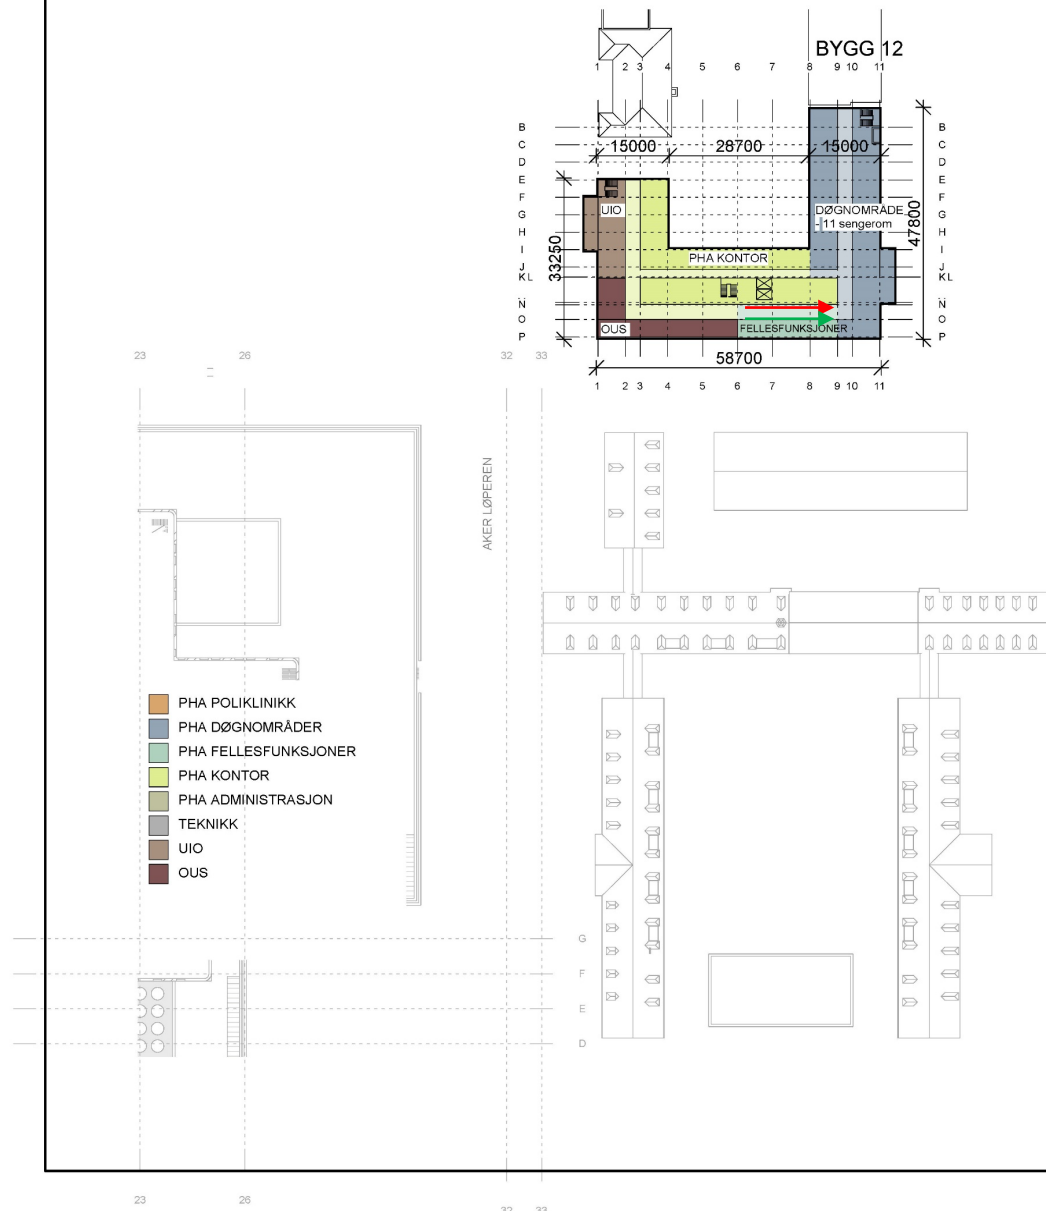 BYGG 12
1 2 3 4 5 6 7 8 9 10 11
B B
C C
15000 28700 15000
D D
E E
F F
UIO
DØGNOMRÅDE
G G
- 11 sengerom
47800
H H
33250
I I
PHA KONTOR
J J
KL KL
N N
O O
OUS
FELLESFUNKSJONER
P P
58700
23 26 32 33
1 2 3 4 5 6 7 8 9 10 11
AKER LØPEREN
PHA POLIKLINIKK
PHA DØGNOMRÅDER
PHA FELLESFUNKSJONER
PHA KONTOR
PHA ADMINISTRASJON
TEKNIKK
UIO
OUS
G
F
E
D
23 26
32 33